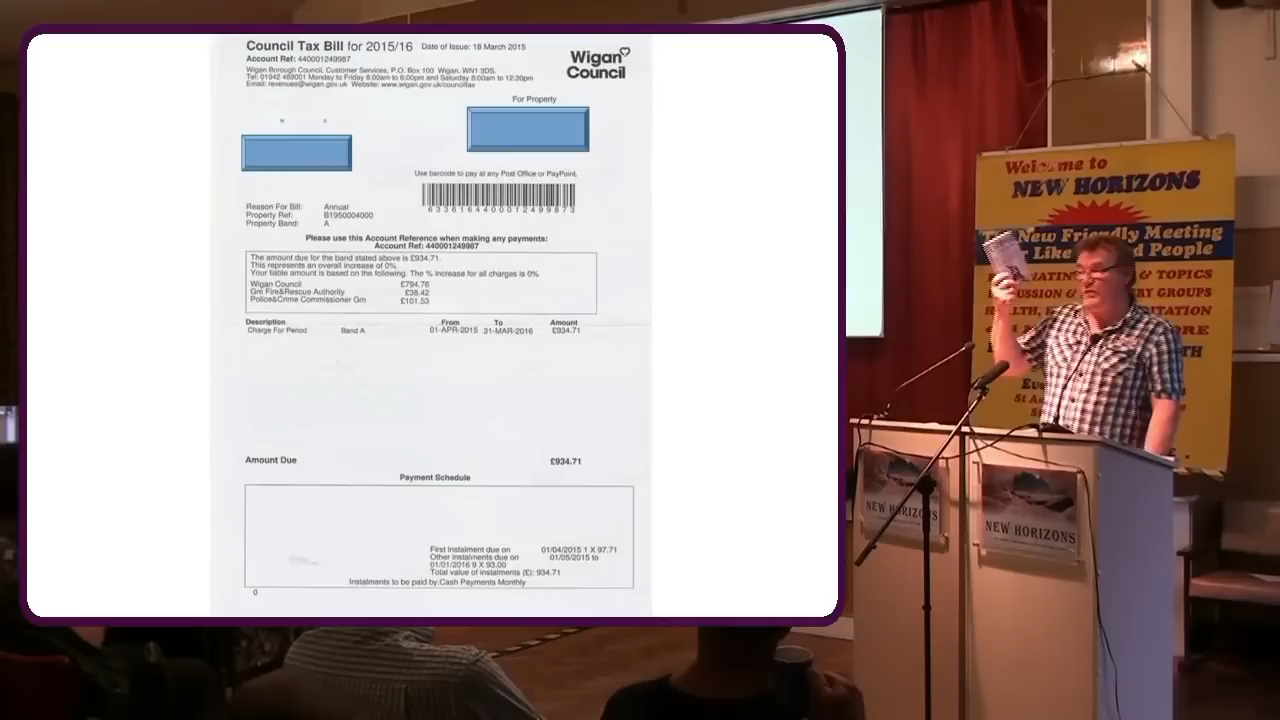 Council Tax Bill for 2015/16 Date of Issue: 18 March 2015
Account Ref: 440001249987
Wigan Borough Council, Customer Services, P.O. Box 100 Wigan. WN1 3DS.
Tel: 01942 489001 Monday to Friday 8:00am to 6:00pm and Saturday 8:00am to 12:30pm
Email: revenues@wigan.gov.uk Website: www.wigan.gov.uk/counciltax
Wigan
Council
For Property
Use barcode to pay at any Post Office or PayPoint.
Reason For Bill: Annual
Property Ref: B1950004000
Property Band: A
Please use this Account Reference when making any payments:
Account Ref: 440001249987
The amount due for the band stated above is £934.71.
This represents an overall increase of 0%
Your liable amount is based on the following. The % increase for all charges is 0%
Wigan Council £794.76
Gm Fire&Rescue Authority £38.42
Police&Crime Commissioner Gm £101.53
Description From To Amount
Charge For Period Band A 01-APR-2015 31-MAR-2016 £934.71
Amount Due £934.71
Payment Schedule
First instalment due on 01/04/2015 1 X 97.71
Other instalments due on 01/05/2015 to
01/01/2016 9 X 93.00
Total value of instalments (£): 934.71
Instalments to be paid by:Cash Payments Monthly
0
Welcome to
NEW HORIZONS
New Friendly Meeting
Like People
& TOPICS
GROUPS
HEALTH,
NEW HORIZONS
NEW HORIZONS